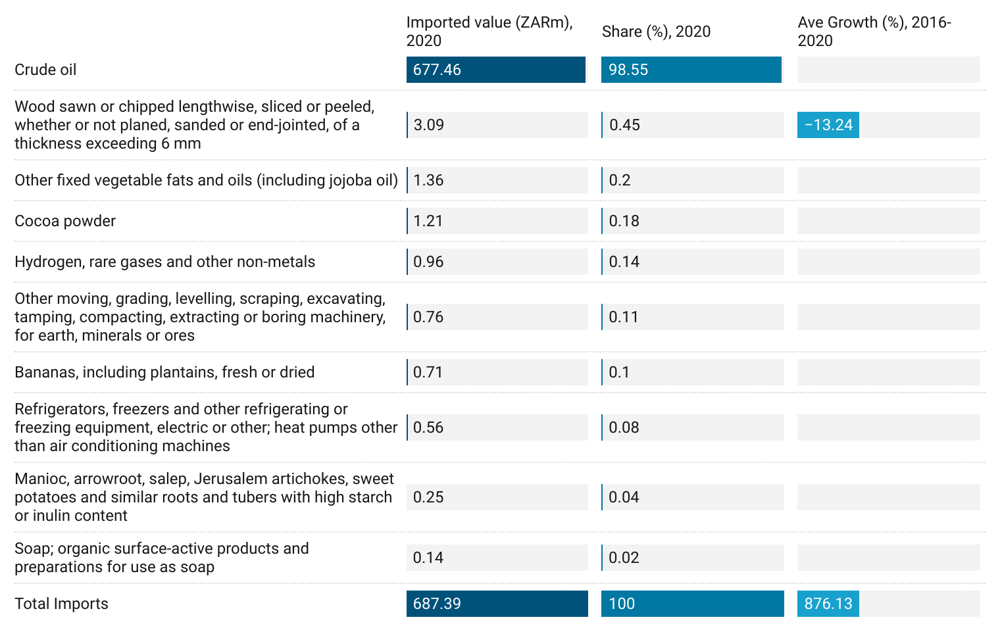 Imported value (ZARm),
2020
Share (%), 2020
Ave Growth (%), 2016-
2020
Crude oil
677.46
98.55
Wood sawn or chipped lengthwise, sliced or peeled,
whether or not planed, sanded or end-jointed, of a
thickness exceeding 6 mm
3.09
0.45
−13.24
Other fixed vegetable fats and oils (including jojoba oil)
1.36
0.2
Cocoa powder
1.21
0.18
Hydrogen, rare gases and other non-metals
0.96
0.14
Other moving, grading, levelling, scraping, excavating,
tamping, compacting, extracting or boring machinery,
for earth, minerals or ores
0.76
0.11
Bananas, including plantains, fresh or dried
0.71
0.1
Refrigerators, freezers and other refrigerating or
freezing equipment, electric or other; heat pumps other
than air conditioning machines
0.56
0.08
Manioc, arrowroot, salep, Jerusalem artichokes, sweet
potatoes and similar roots and tubers with high starch
or inulin content
0.25
0.04
Soap; organic surface-active products and
preparations for use as soap
0.14
0.02
Total Imports
687.39
100
876.13